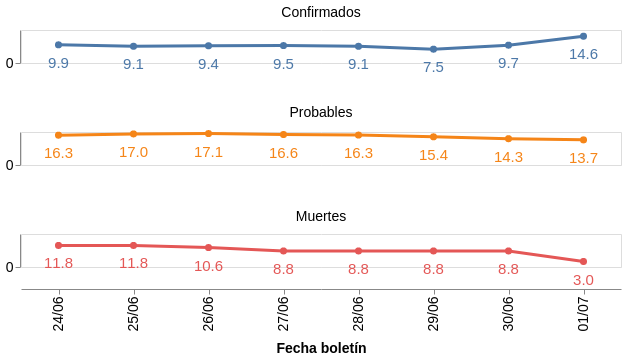 Confirmados
0
9.9 9.1 9.4 9.5 9.1 7.5 9.7 14.6
Probables
0
16.3 17.0 17.1 16.6 16.3 15.4 14.3 13.7
Muertes
0
11.8 11.8 10.6 8.8 8.8 8.8 8.8 3.0
24/06 25/06 26/06 27/06 28/06 29/06 30/06 01/07
Fecha boletín